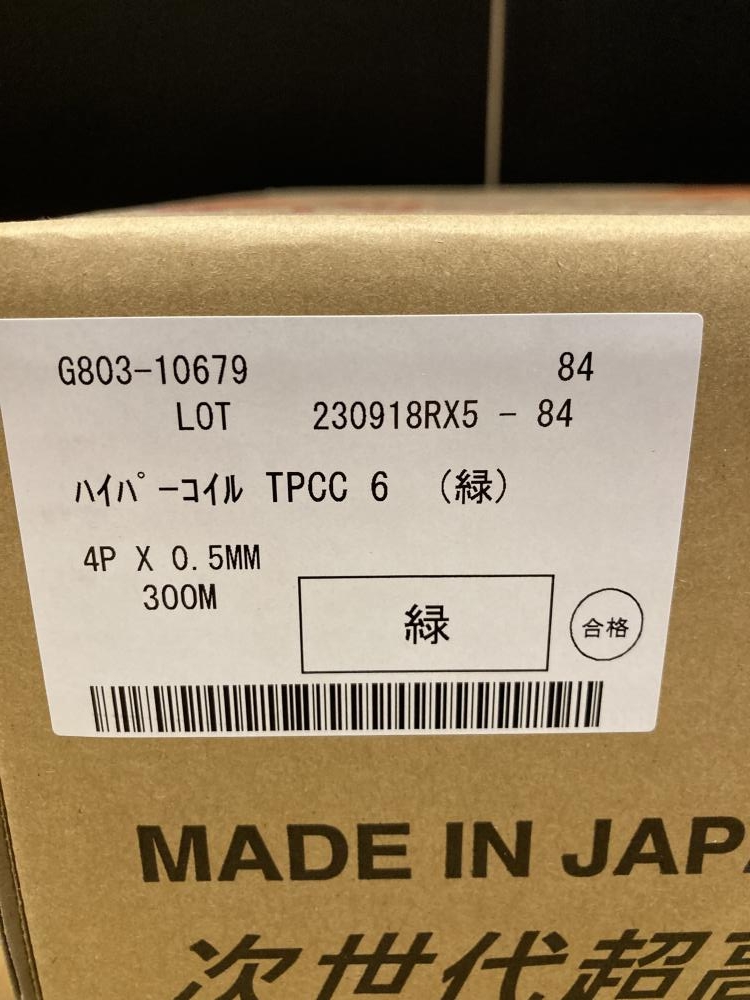 G803-10679 84
LOT 230918RX5 - 84
ﾊｲﾊﾟｰｺｲﾙ TPCC 6 (緑)
4P X 0.5MM
300M
緑
合格
MADE IN JAPA
次世代超高